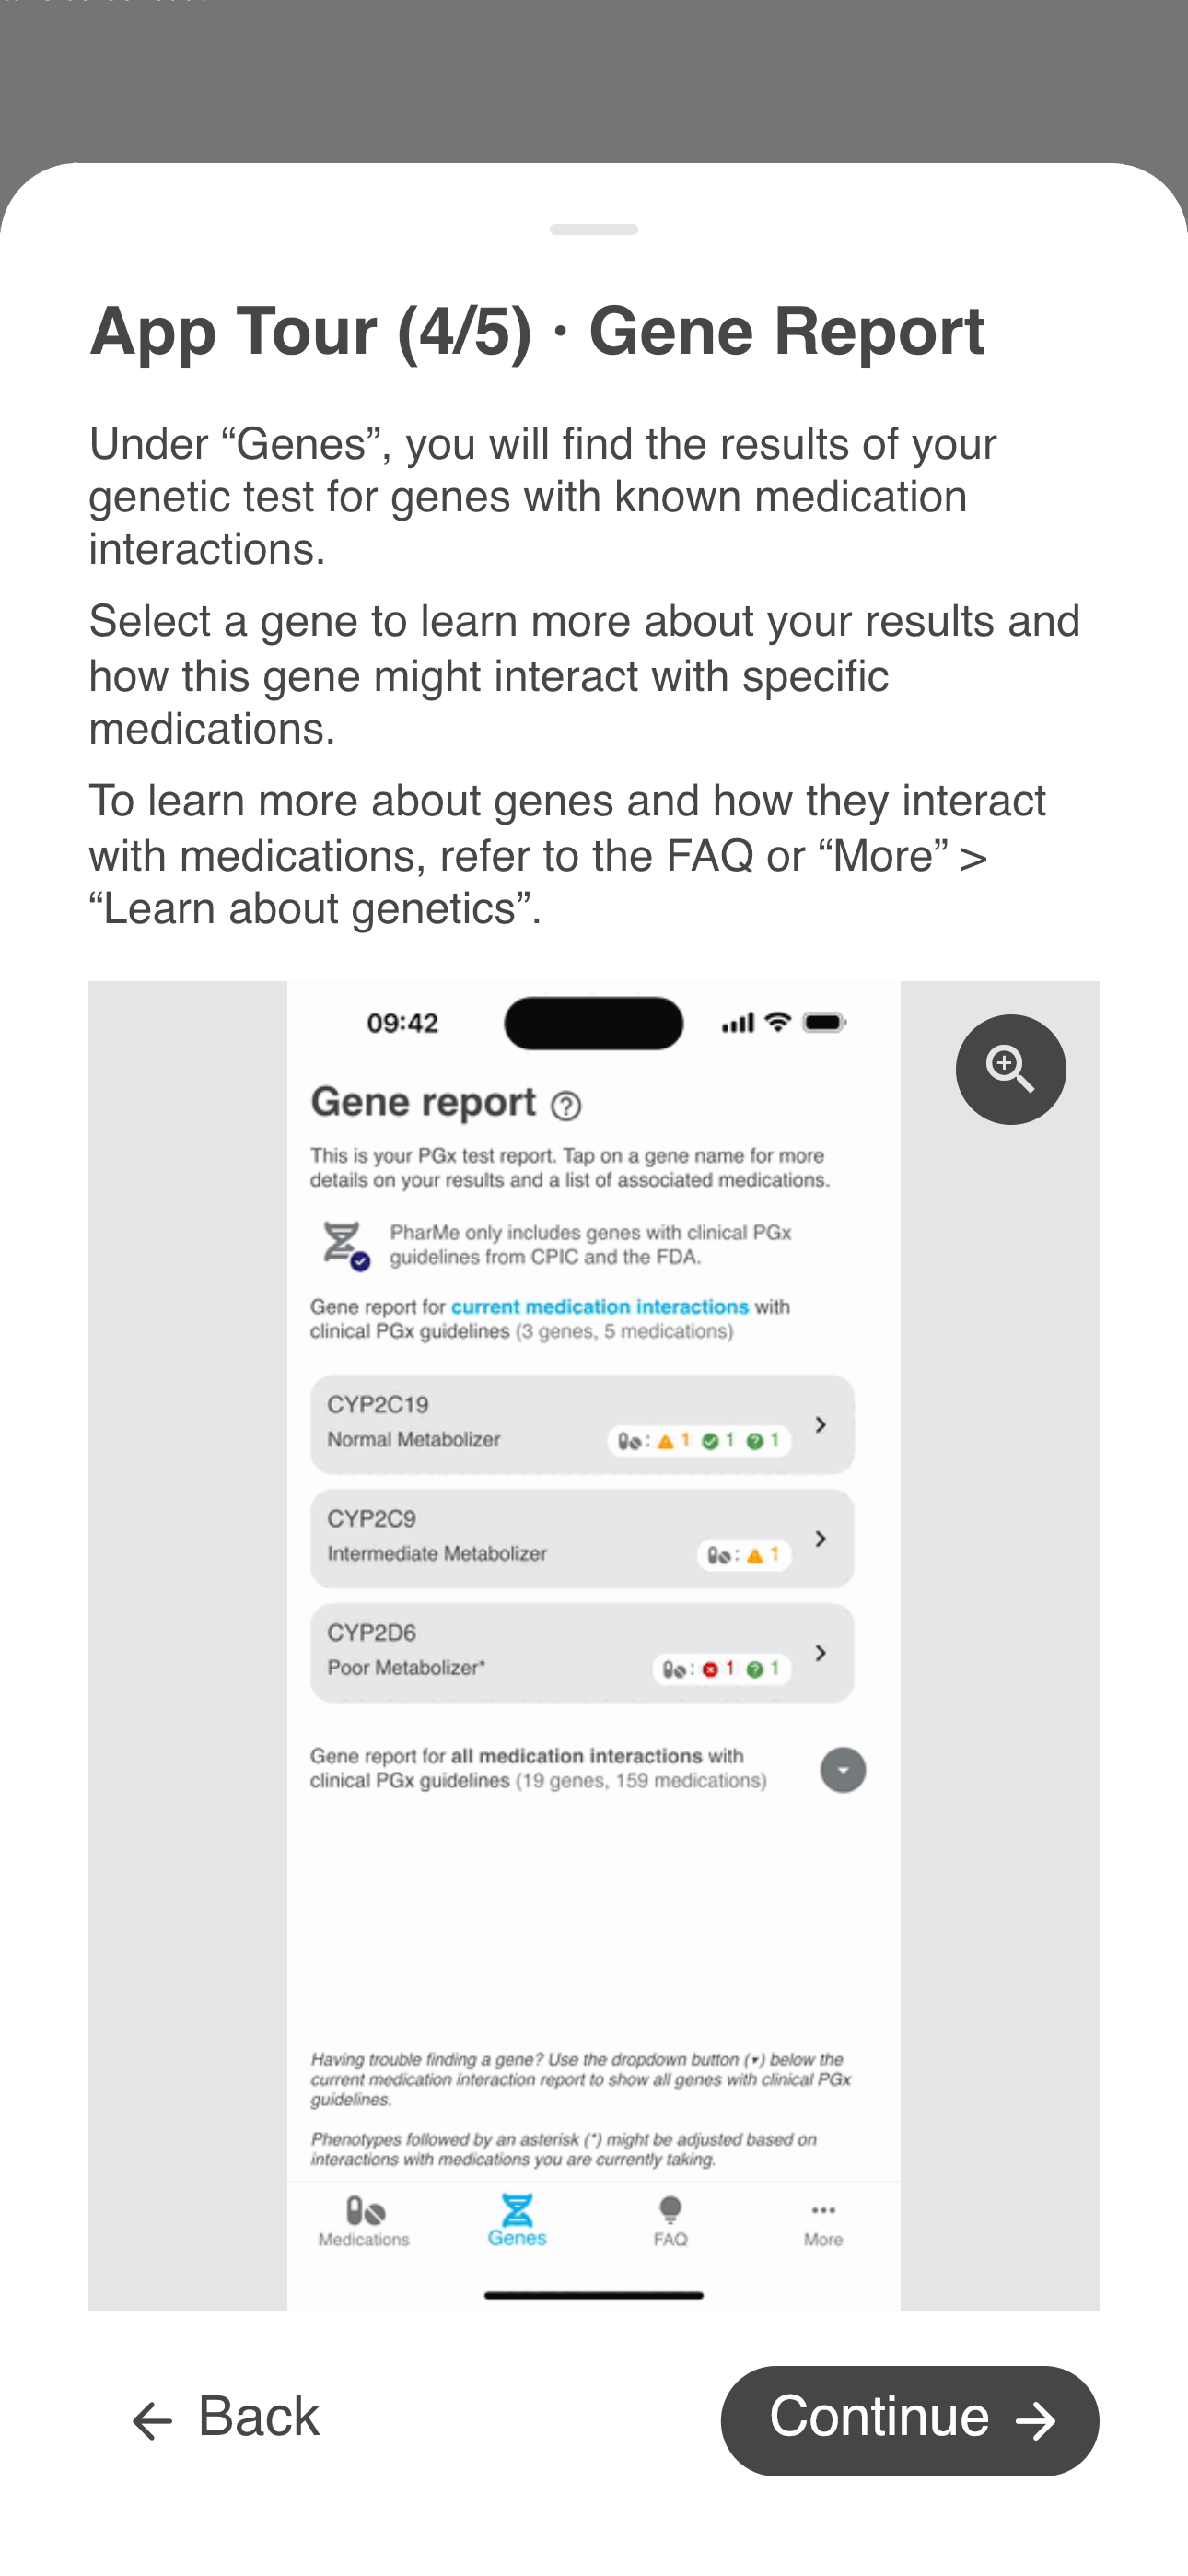 App Tour (4/5) · Gene Report
Under “Genes”, you will find the results of your
genetic test for genes with known medication
interactions.
Select a gene to learn more about your results and
how this gene might interact with specific
medications.
To learn more about genes and how they interact
with medications, refer to the FAQ or “More” >
“Learn about genetics”.
09:42
Gene report
This is your PGx test report. Tap on a gene name for more
details on your results and a list of associated medications.
PharMe only includes genes with clinical PGx
guidelines from CPIC and the FDA.
Gene report for current medication interactions with
clinical PGx guidelines (3 genes, 5 medications)
CYP2C19
Normal Metabolizer : 1 1 1
CYP2C9
Intermediate Metabolizer : 1
CYP2D6
Poor Metabolizer* : 1 1
Gene report for all medication interactions with
clinical PGx guidelines (19 genes, 159 medications)
Having trouble finding a gene? Use the dropdown button (▾) below the
current medication interaction report to show all genes with clinical PGx
guidelines.
Phenotypes followed by an asterisk (*) might be adjusted based on
interactions with medications you are currently taking.
Medications Genes FAQ More
← Back Continue →